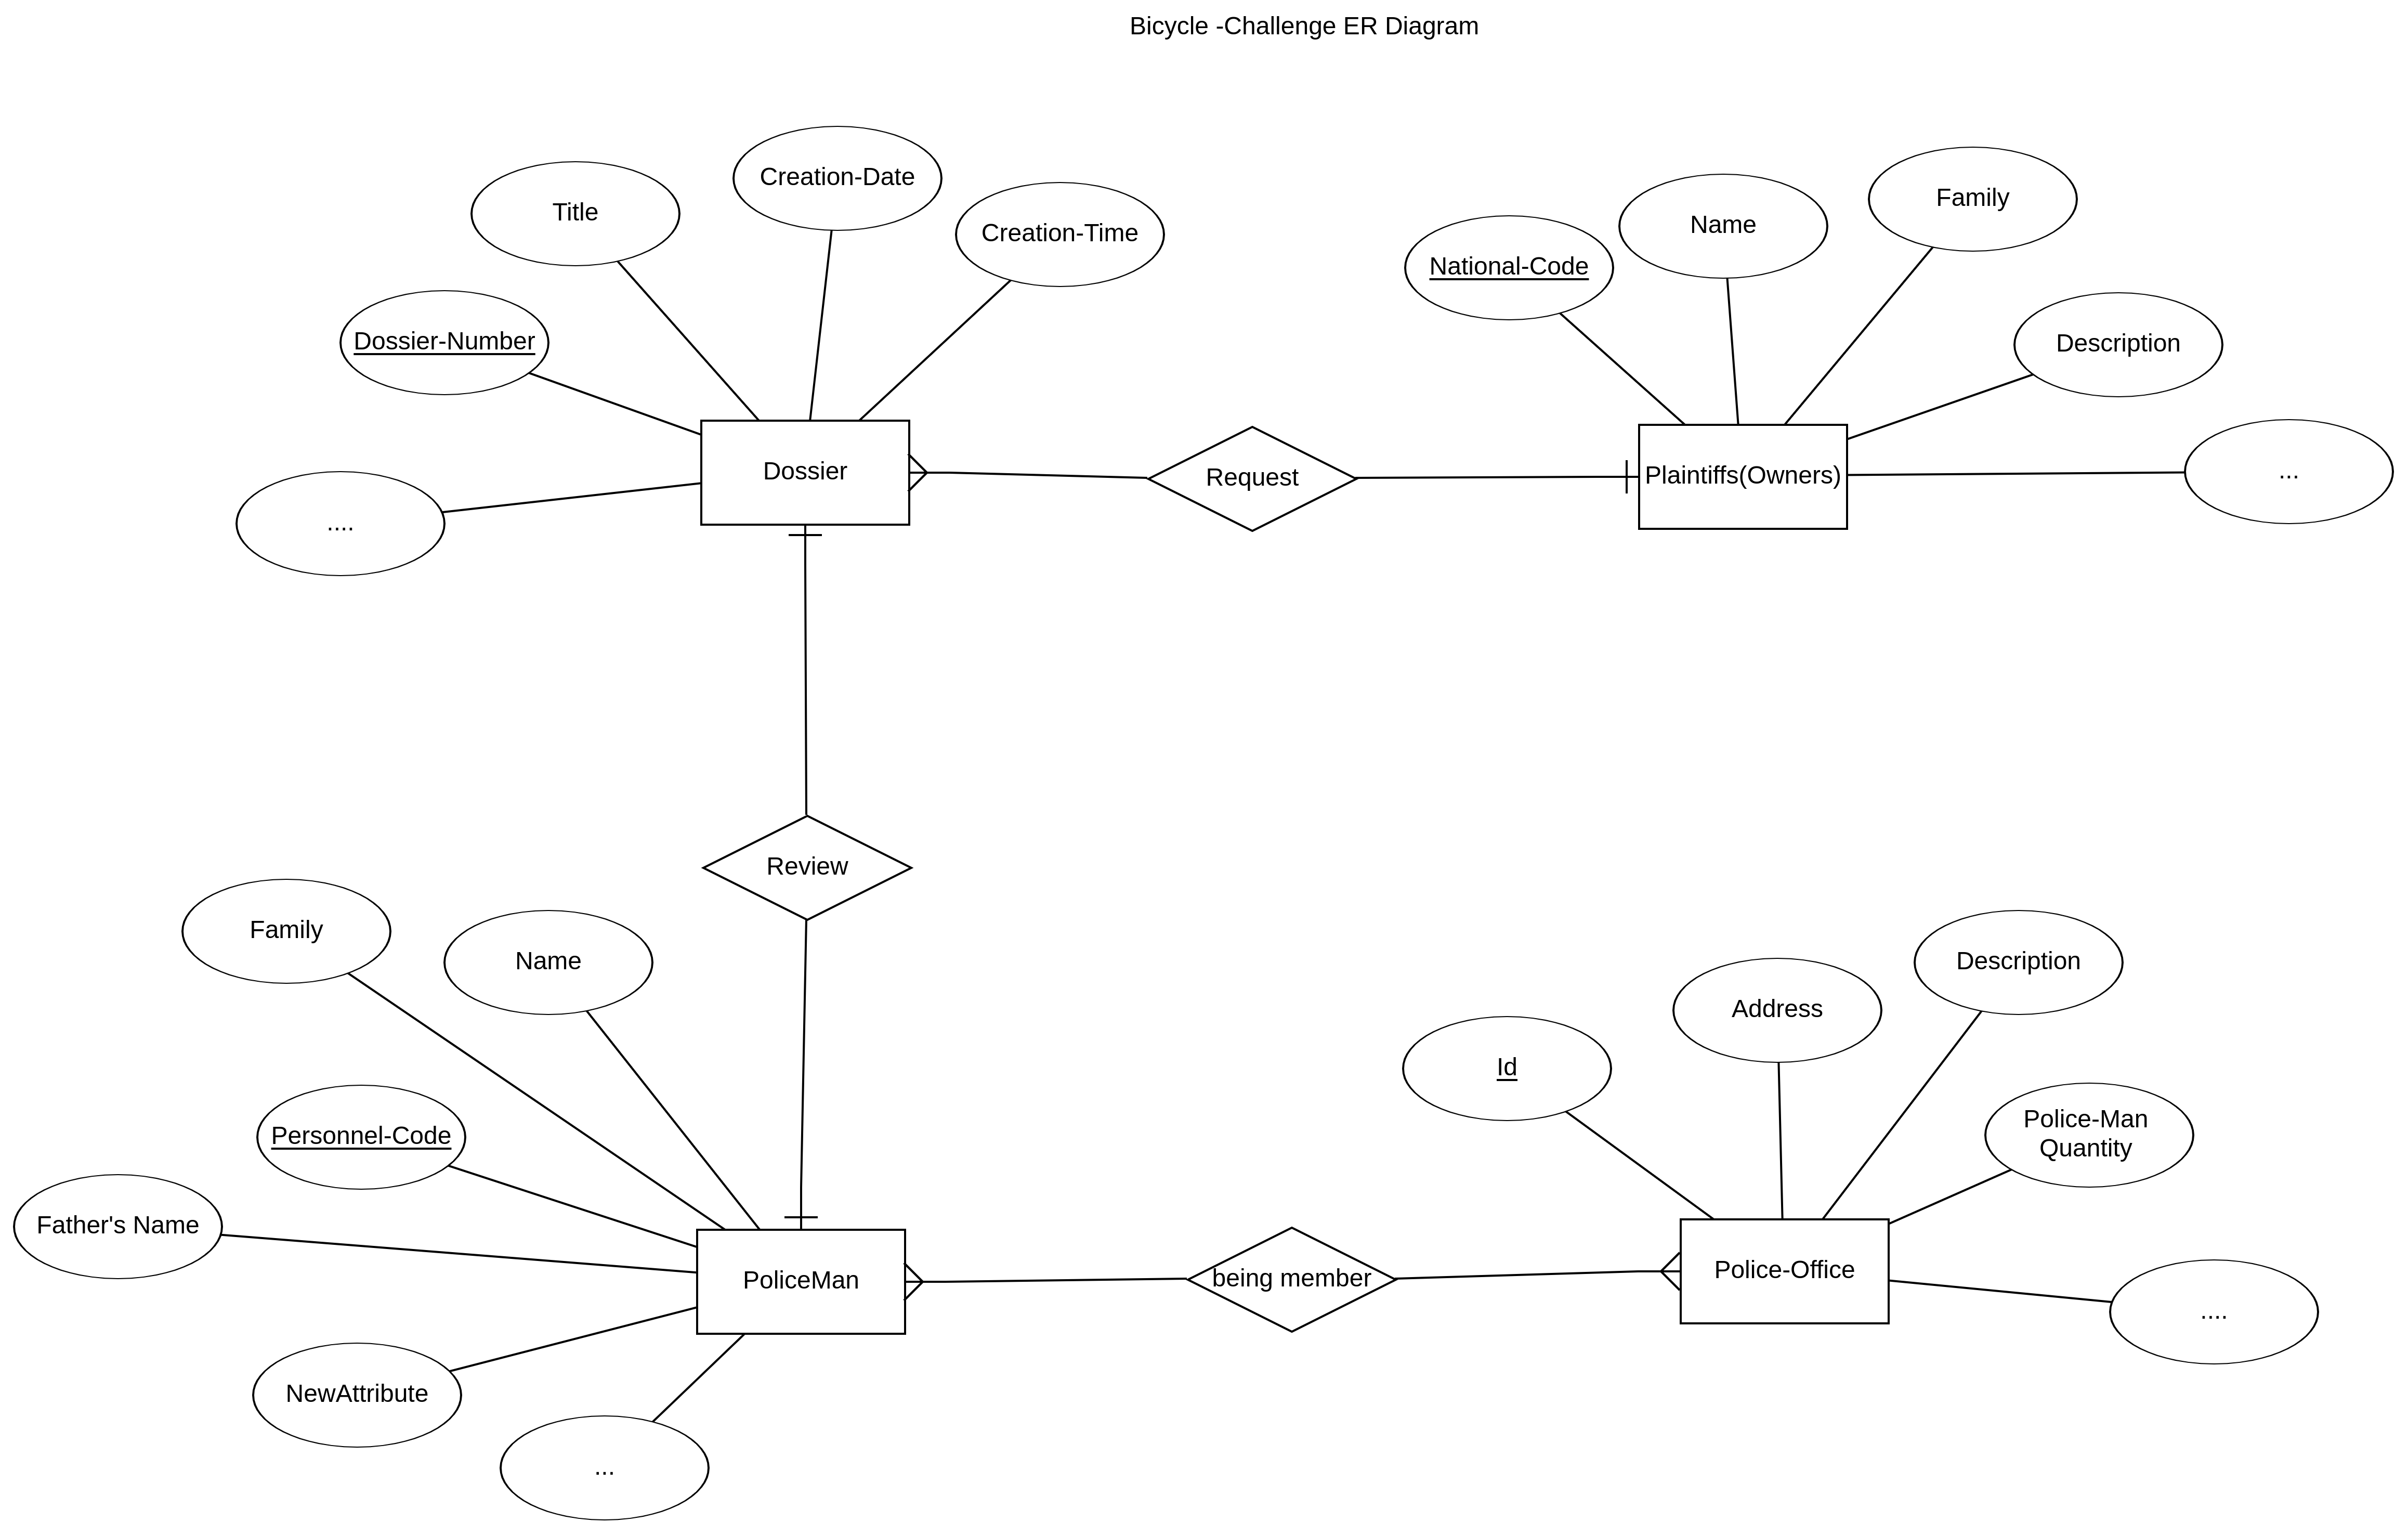 Bicycle -Challenge ER Diagram
Creation-Date
Title
Creation-Time
Dossier-Number
....
Dossier
Request
Family
Name
National-Code
Description
...
Plaintiffs(Owners)
Review
Family
Name
Personnel-Code
Father's Name
NewAttribute
...
PoliceMan
being member
Description
Address
Id
Police-Man
Quantity
Police-Office
....